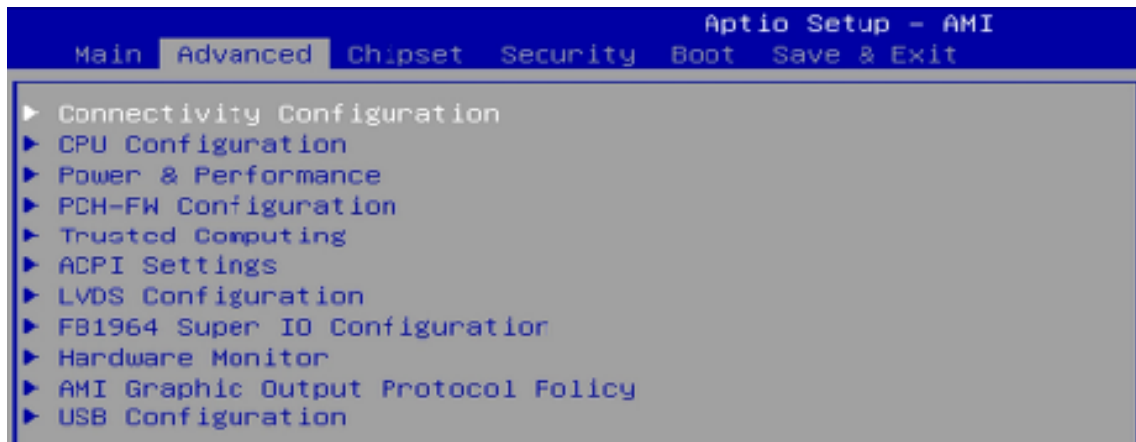 Aptio Setup – AMI
Main Advanced Chipset Security Boot Save & Exit
► Connectivity Configuration
► CPU Configuration
► Power & Performance
► PCH-FW Configuration
► Trusted Computing
► ACPI Settings
► LVDS Configuration
► F81964 Super IO Configuration
► Hardware Monitor
► AMI Graphic Output Protocol Policy
► USB Configuration